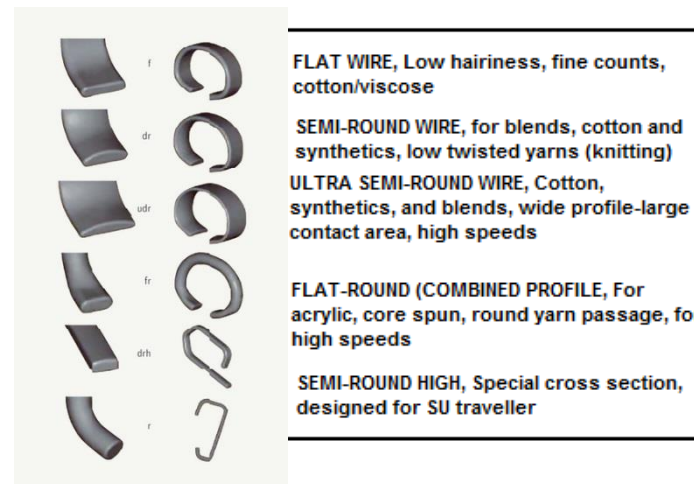 f
FLAT WIRE, Low hairiness, fine counts,
cotton/viscose
dr
SEMI-ROUND WIRE, for blends, cotton and
synthetics, low twisted yarns (knitting)
udr
ULTRA SEMI-ROUND WIRE, Cotton,
synthetics, and blends, wide profile-large
contact area, high speeds
fr
FLAT-ROUND (COMBINED PROFILE, For
acrylic, core spun, round yarn passage, fo
high speeds
drh
SEMI-ROUND HIGH, Special cross section,
designed for SU traveller
r